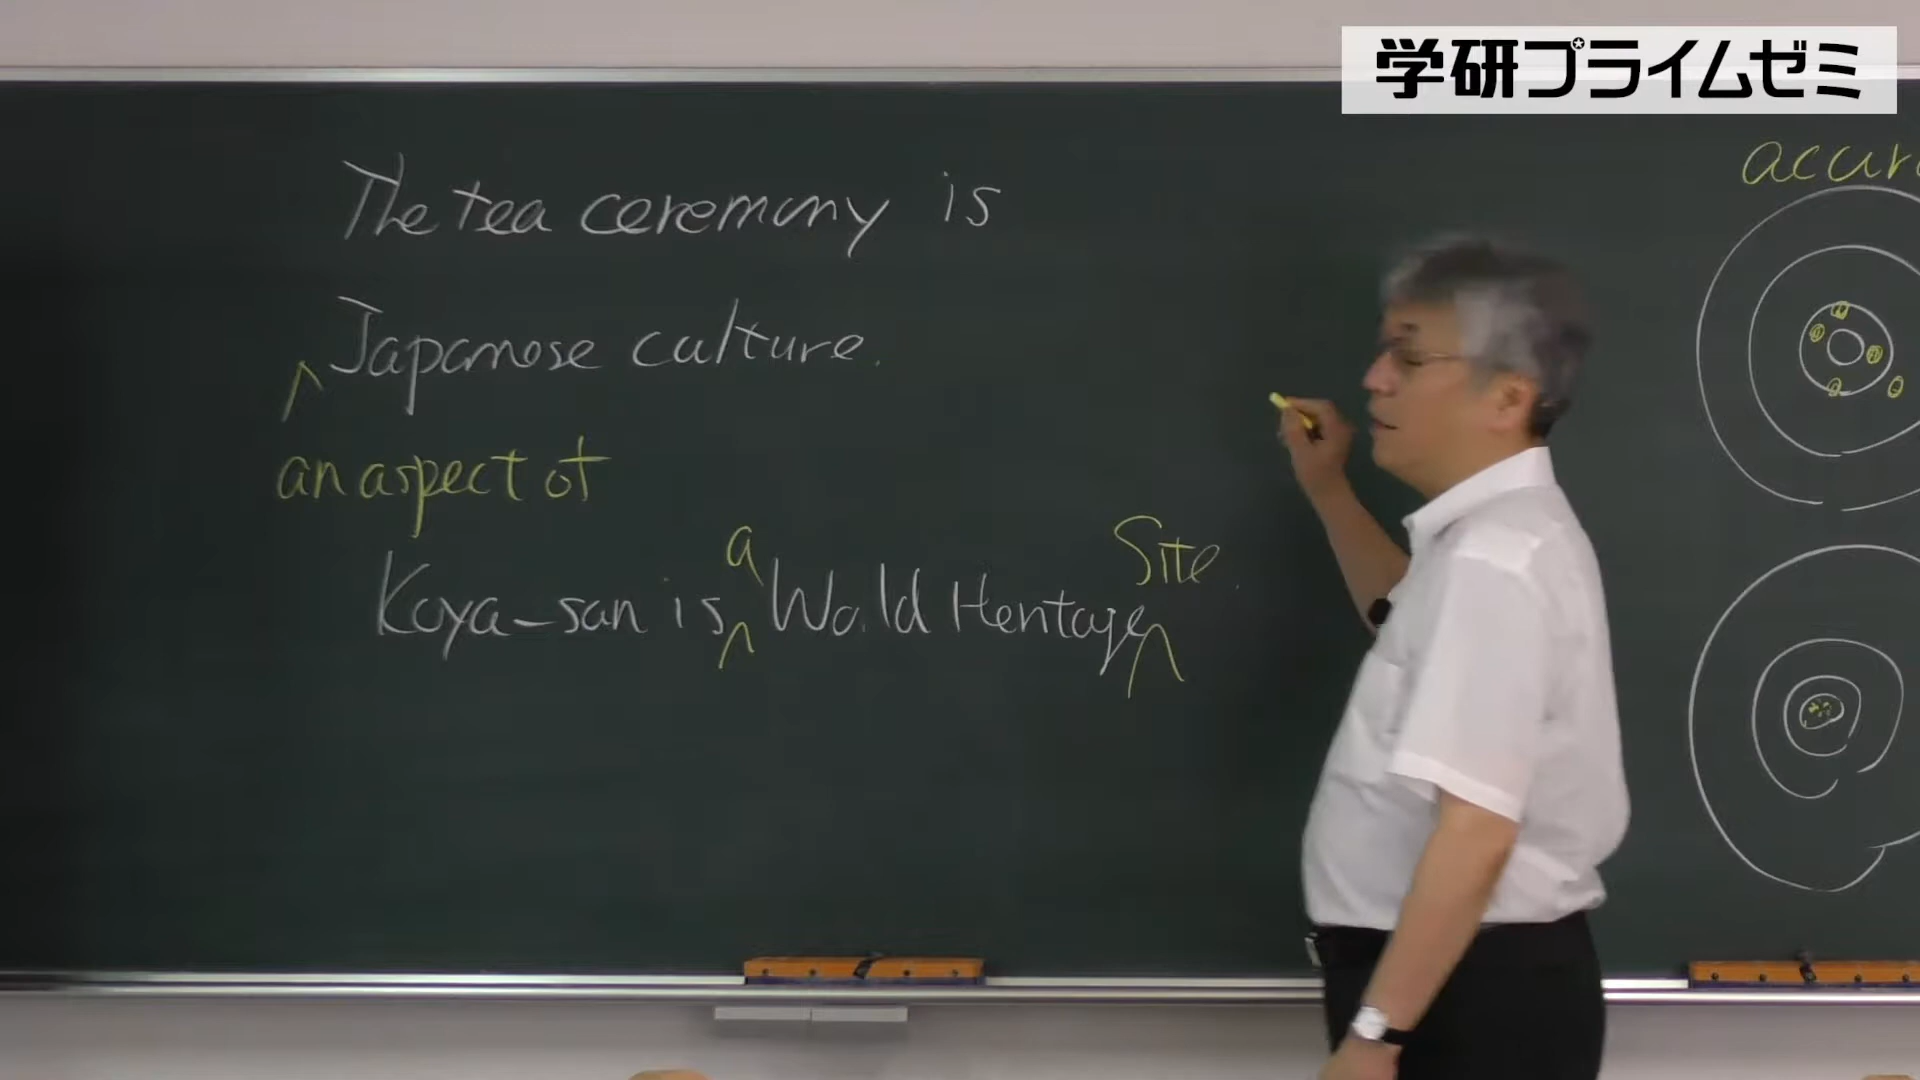 学研プライムゼミ
accur
The tea ceremony is
Japanese culture.
an aspect of
a
Site.
Koya-san is World Heritage